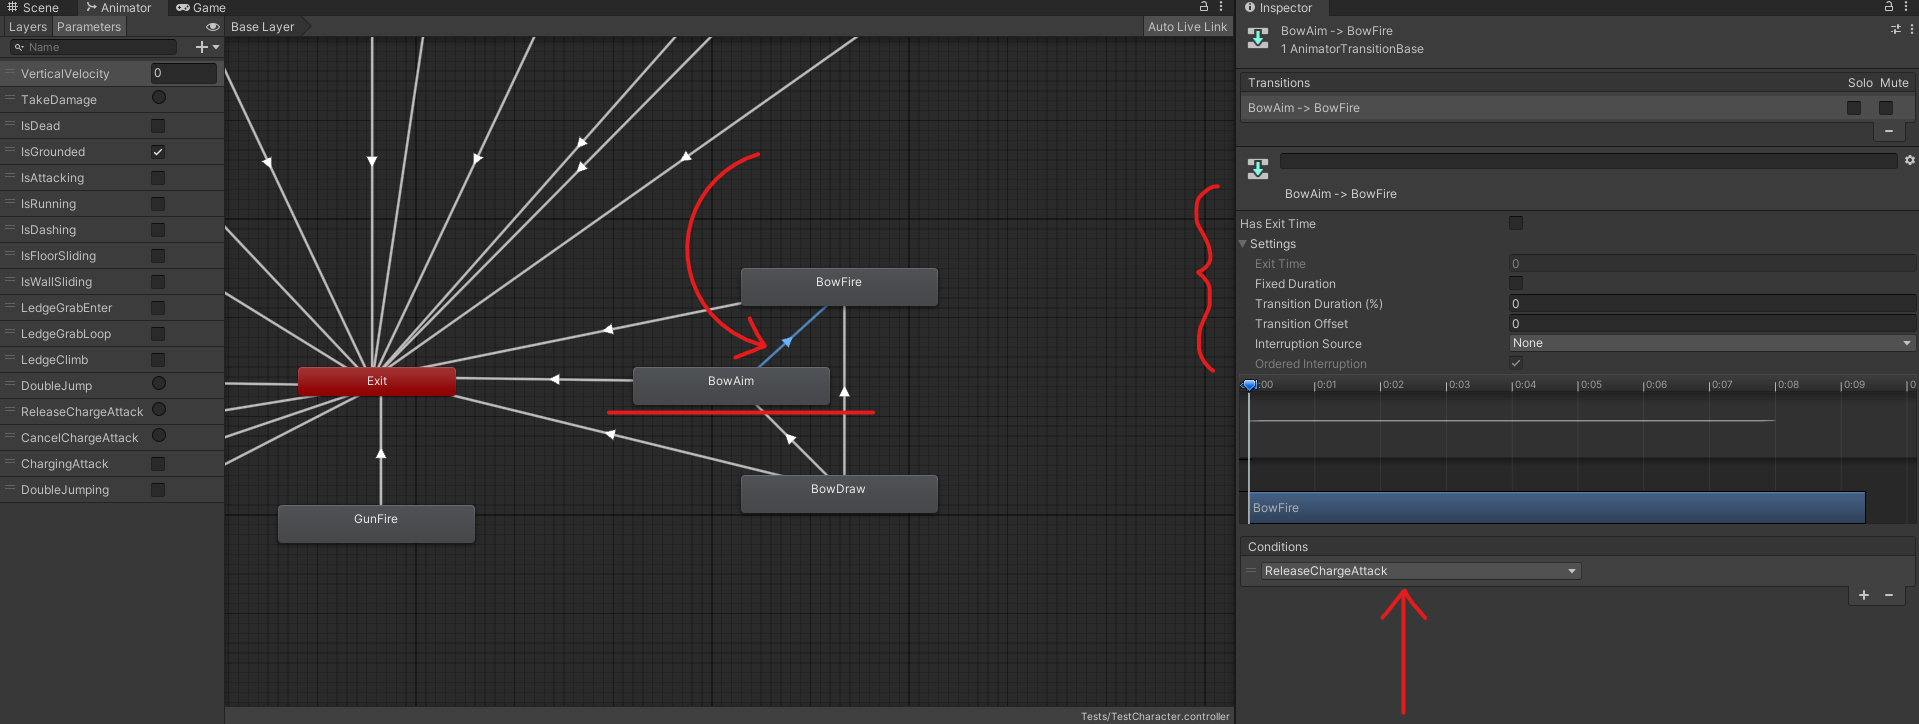 Scene
Animator
Game
Inspector
Layers
Parameters
Base Layer
Auto Live Link
Name
VerticalVelocity
0
TakeDamage
IsDead
IsGrounded
IsAttacking
IsRunning
IsDashing
IsFloorSliding
IsWallSliding
LedgeGrabEnter
LedgeGrabLoop
LedgeClimb
DoubleJump
ReleaseChargeAttack
CancelChargeAttack
ChargingAttack
DoubleJumping
BowFire
Exit
BowAim
BowDraw
GunFire
Tests/TestCharacter.controller
BowAim -> BowFire
1 AnimatorTransitionBase
Transitions
Solo
Mute
BowAim -> BowFire
BowAim -> BowFire
Has Exit Time
Settings
Exit Time
0
Fixed Duration
Transition Duration (%)
0
Transition Offset
0
Interruption Source
None
Ordered Interruption
:00
0:01
0:02
0:03
0:04
0:05
0:06
0:07
0:08
0:09
0
BowFire
Conditions
ReleaseChargeAttack